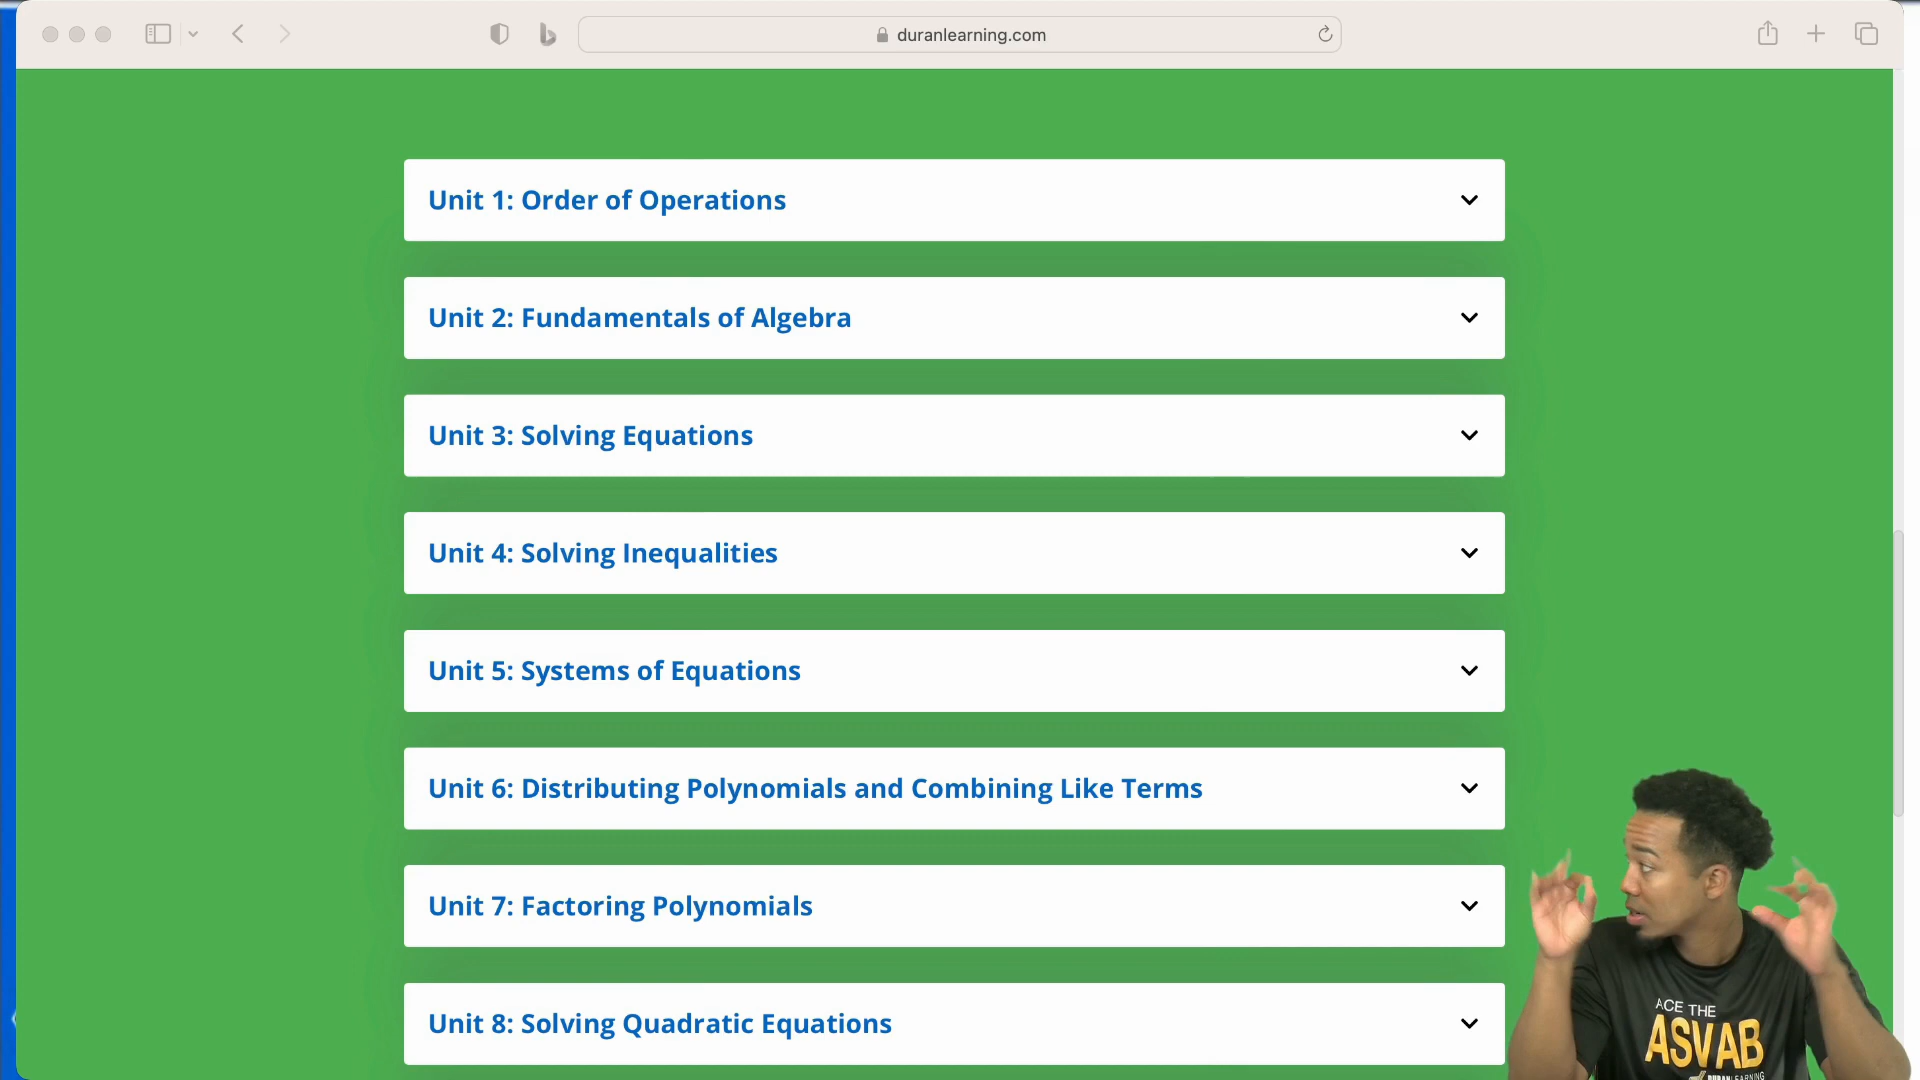 duranlearning.com
Unit 1: Order of Operations
Unit 2: Fundamentals of Algebra
Unit 3: Solving Equations
Unit 4: Solving Inequalities
Unit 5: Systems of Equations
Unit 6: Distributing Polynomials and Combining Like Terms
Unit 7: Factoring Polynomials
Unit 8: Solving Quadratic Equations
ACE THE
ASVAB
DURANLEARNING